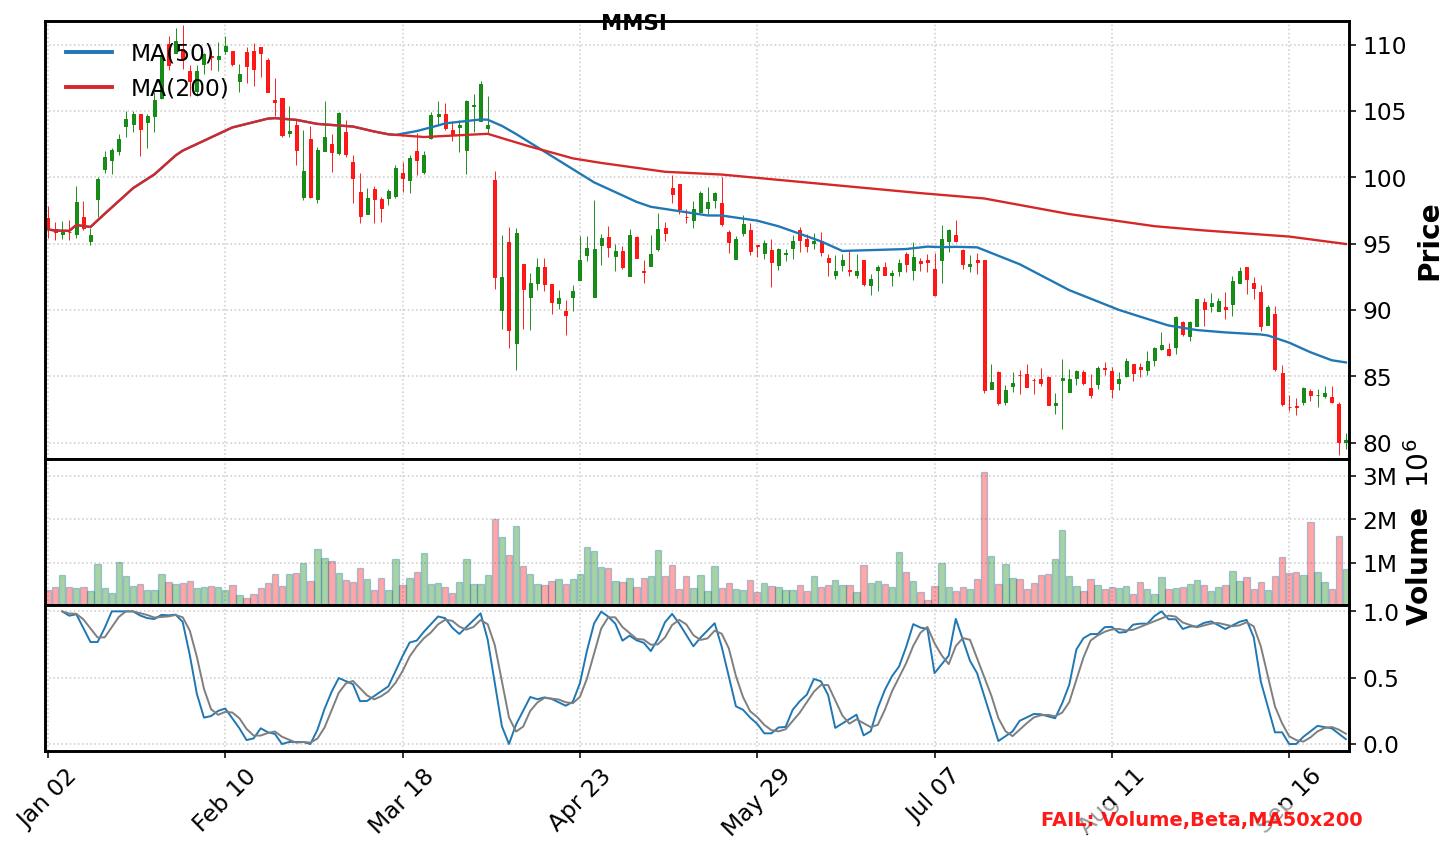 MMSI
MA(50)
MA(200)
110
105
100
95
90
85
80
Price
10^6
3M
2M
1M
Volume
1.0
0.5
0.0
Jan 02
Feb 10
Mar 18
Apr 23
May 29
Jul 07
Aug 11
Sep 16
FAIL: Volume,Beta,MA50x200